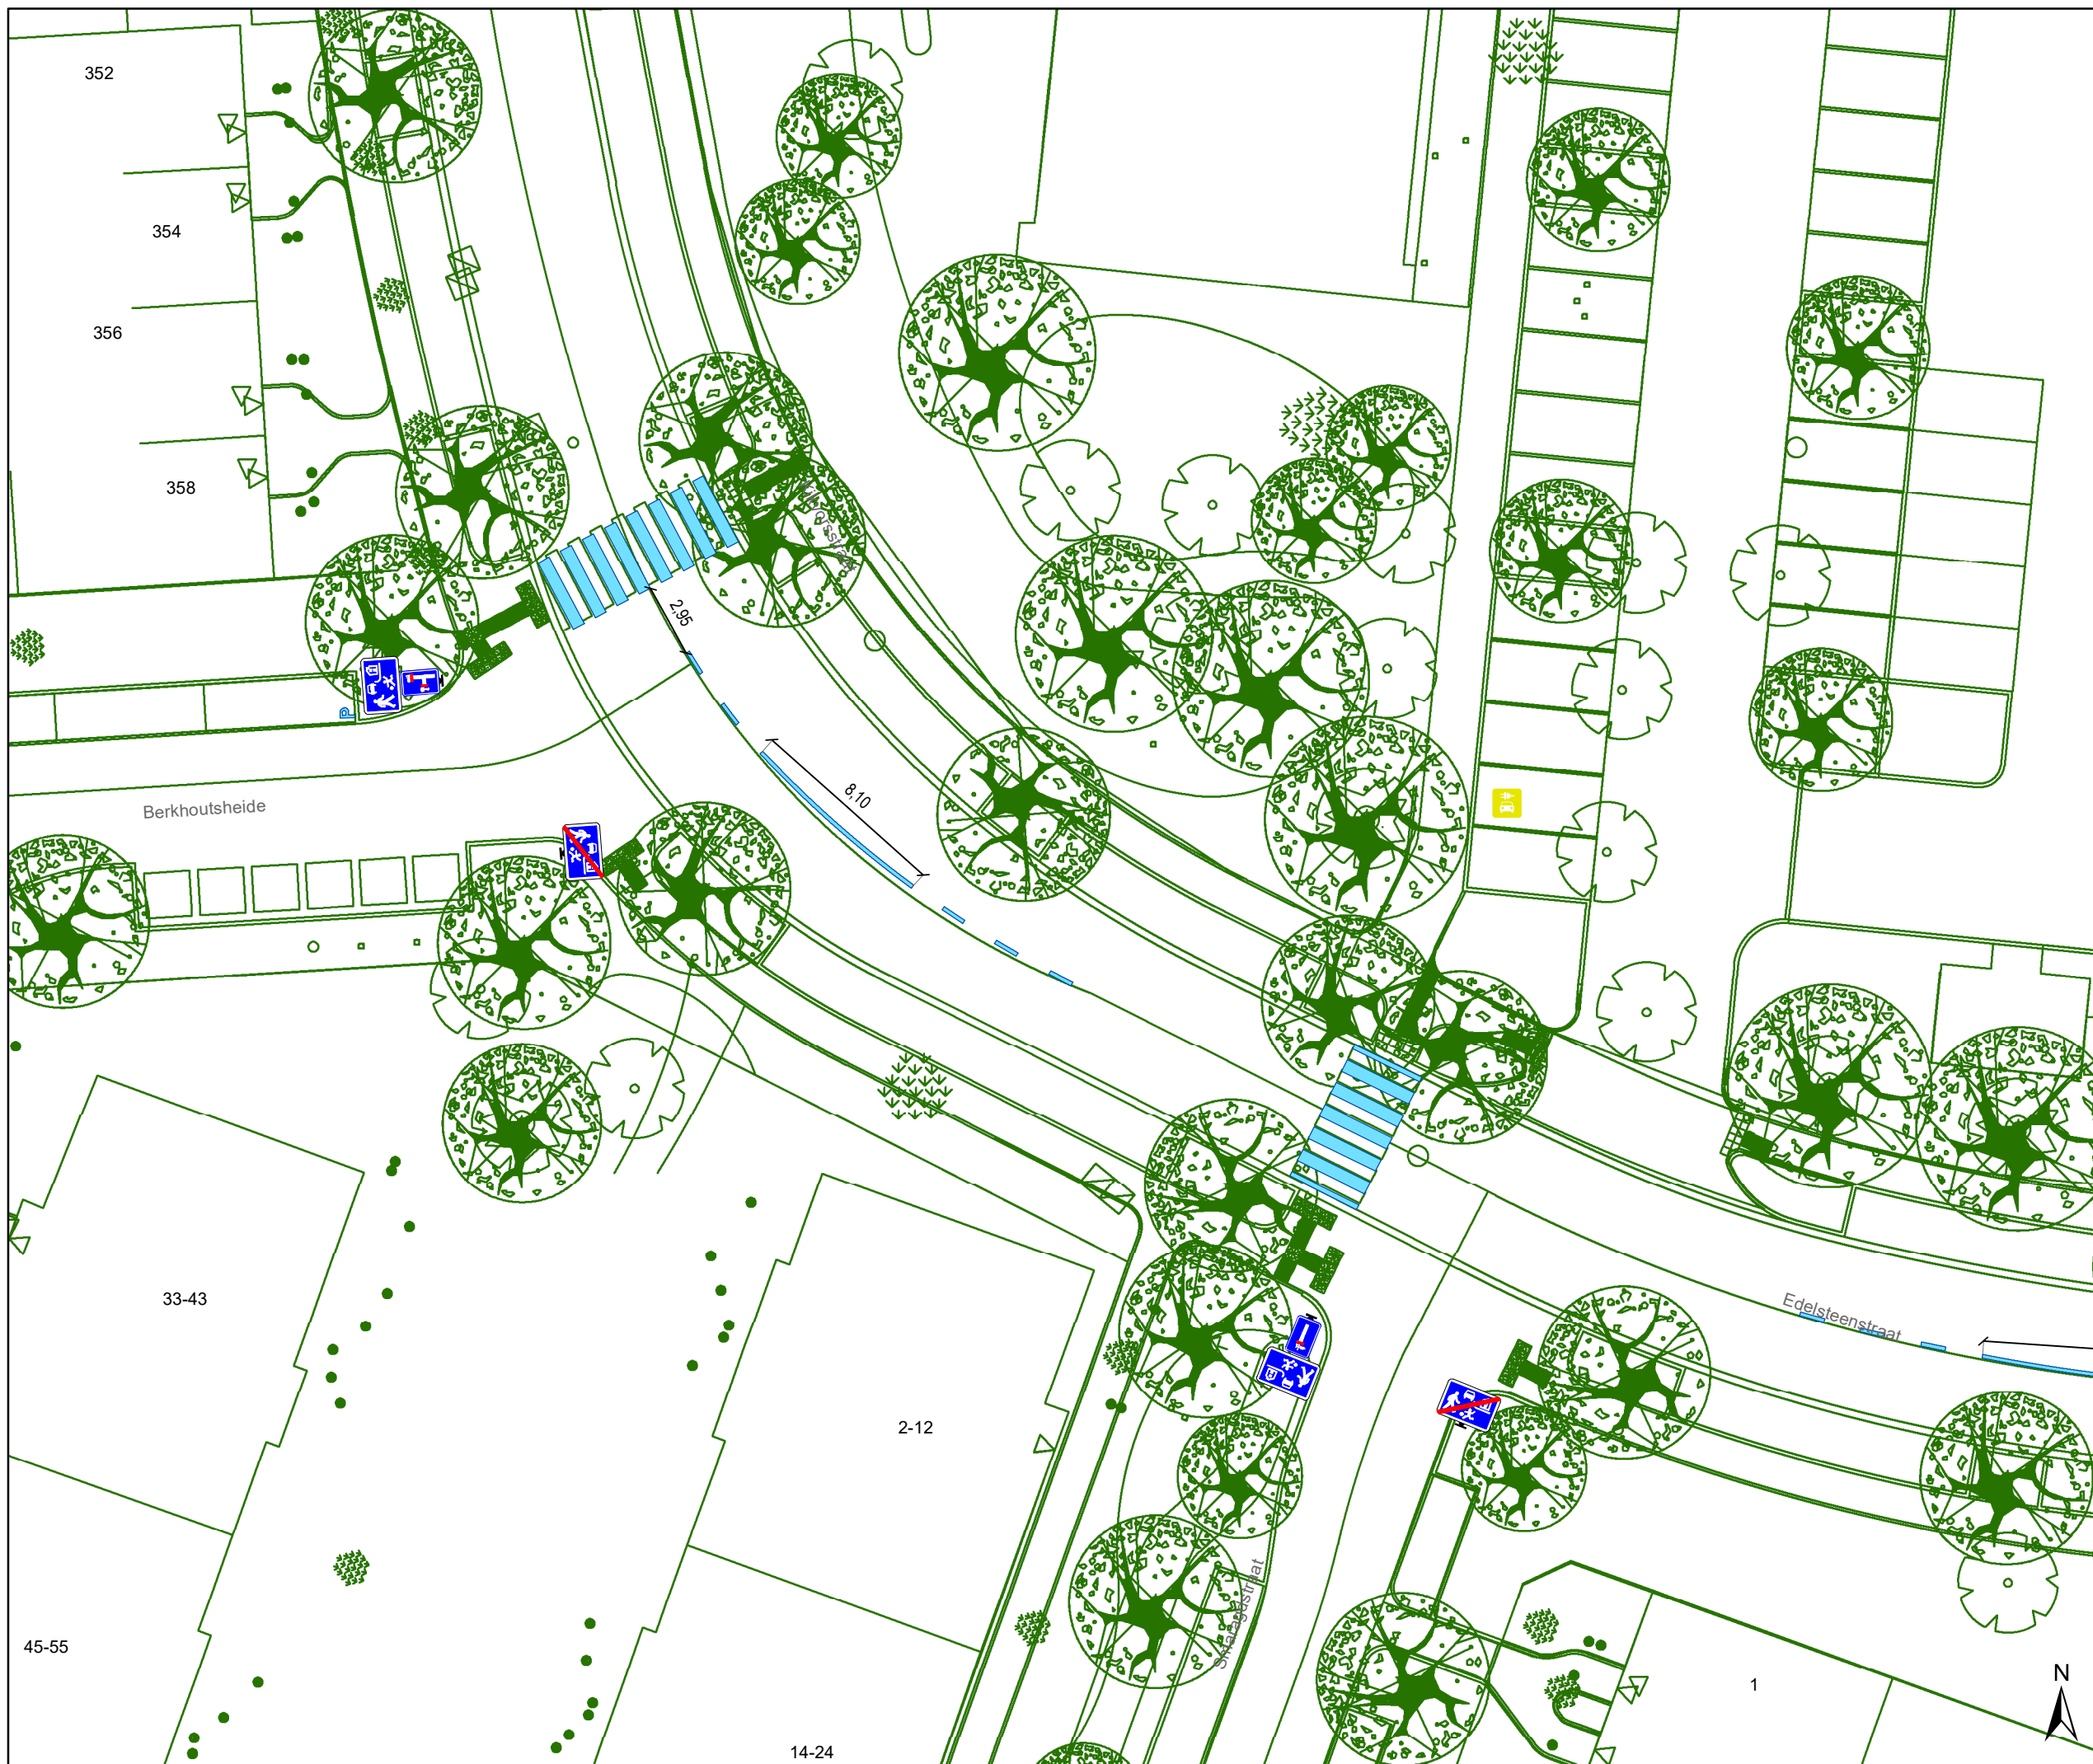 352
354
356
358
2,95
P
8,10
Berkhoutsheide
33-43
Edelsteenstraat
2-12
Smaragdstraat
45-55
1
N
14-24